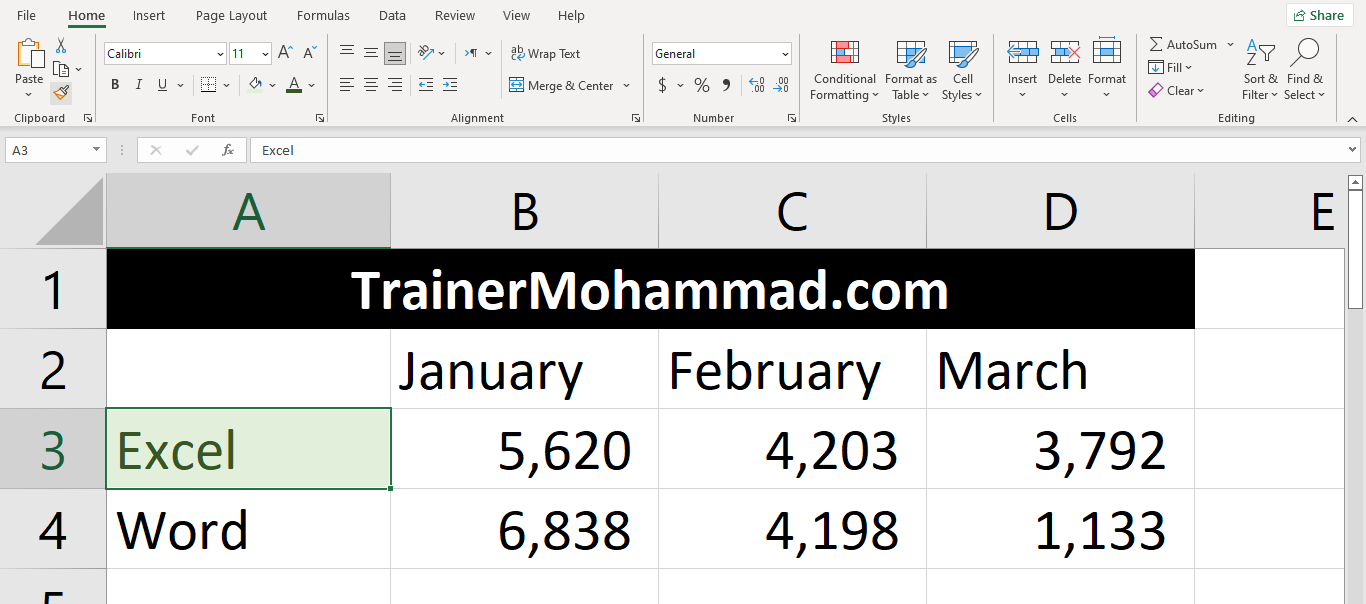 File Home Insert Page Layout Formulas Data Review View Help Share
Calibri 11 General
ab Wrap Text AutoSum
Paste Conditional Format as Cell Insert Delete Format Fill Sort & Find &
B I U Merge & Center $ % , Formatting Table Styles Clear Filter Select
Clipboard Font Alignment Number Styles Cells Editing
A3 fx Excel
A B C D E
1 TrainerMohammad.com
2 January February March
3 Excel 5,620 4,203 3,792
4 Word 6,838 4,198 1,133
5